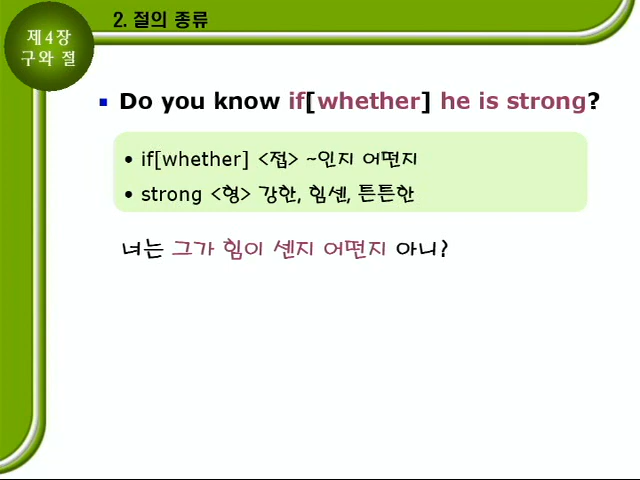 제4장
구와 절
2. 절의 종류
Do you know if[whether] he is strong?
• if[whether] <접> ~인지 어떤지
• strong <형> 강한, 힘센, 튼튼한
너는 그가 힘이 센지 어떤지 아니?